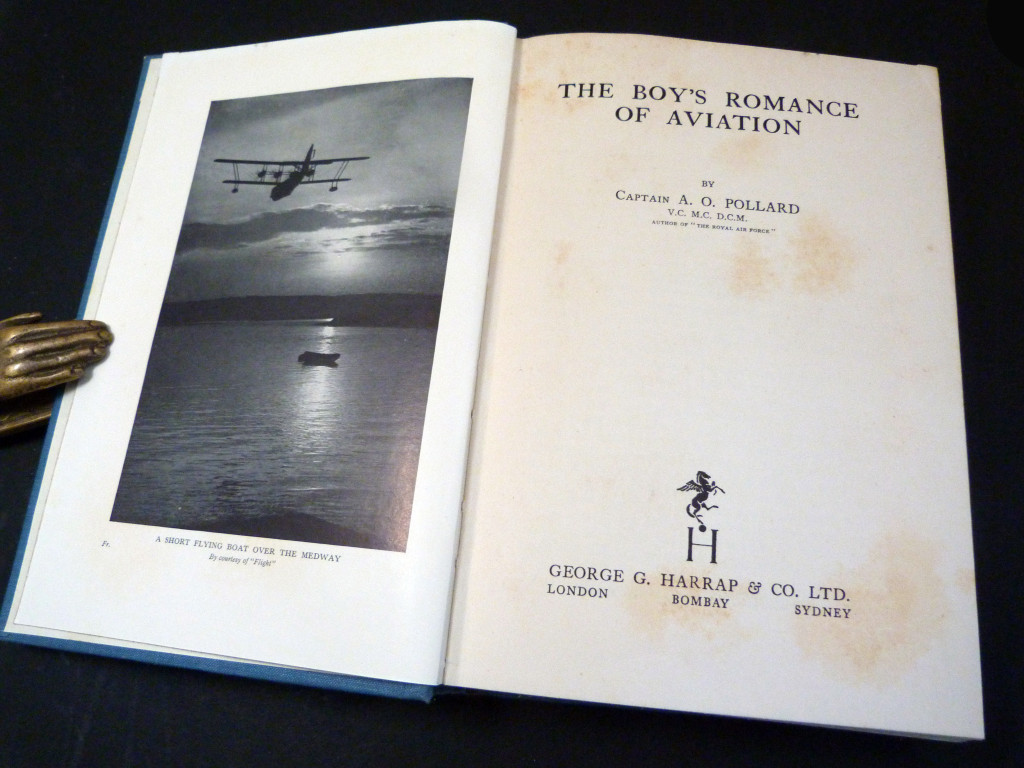 A SHORT FLYING BOAT OVER THE MEDWAY
Fr.
By courtesy of "Flight"
THE BOY'S ROMANCE
OF AVIATION
BY
CAPTAIN A. O. POLLARD
V.C. M.C. D.C.M.
AUTHOR OF "THE ROYAL AIR FORCE"
H
GEORGE G. HARRAP & CO. LTD.
LONDON BOMBAY SYDNEY